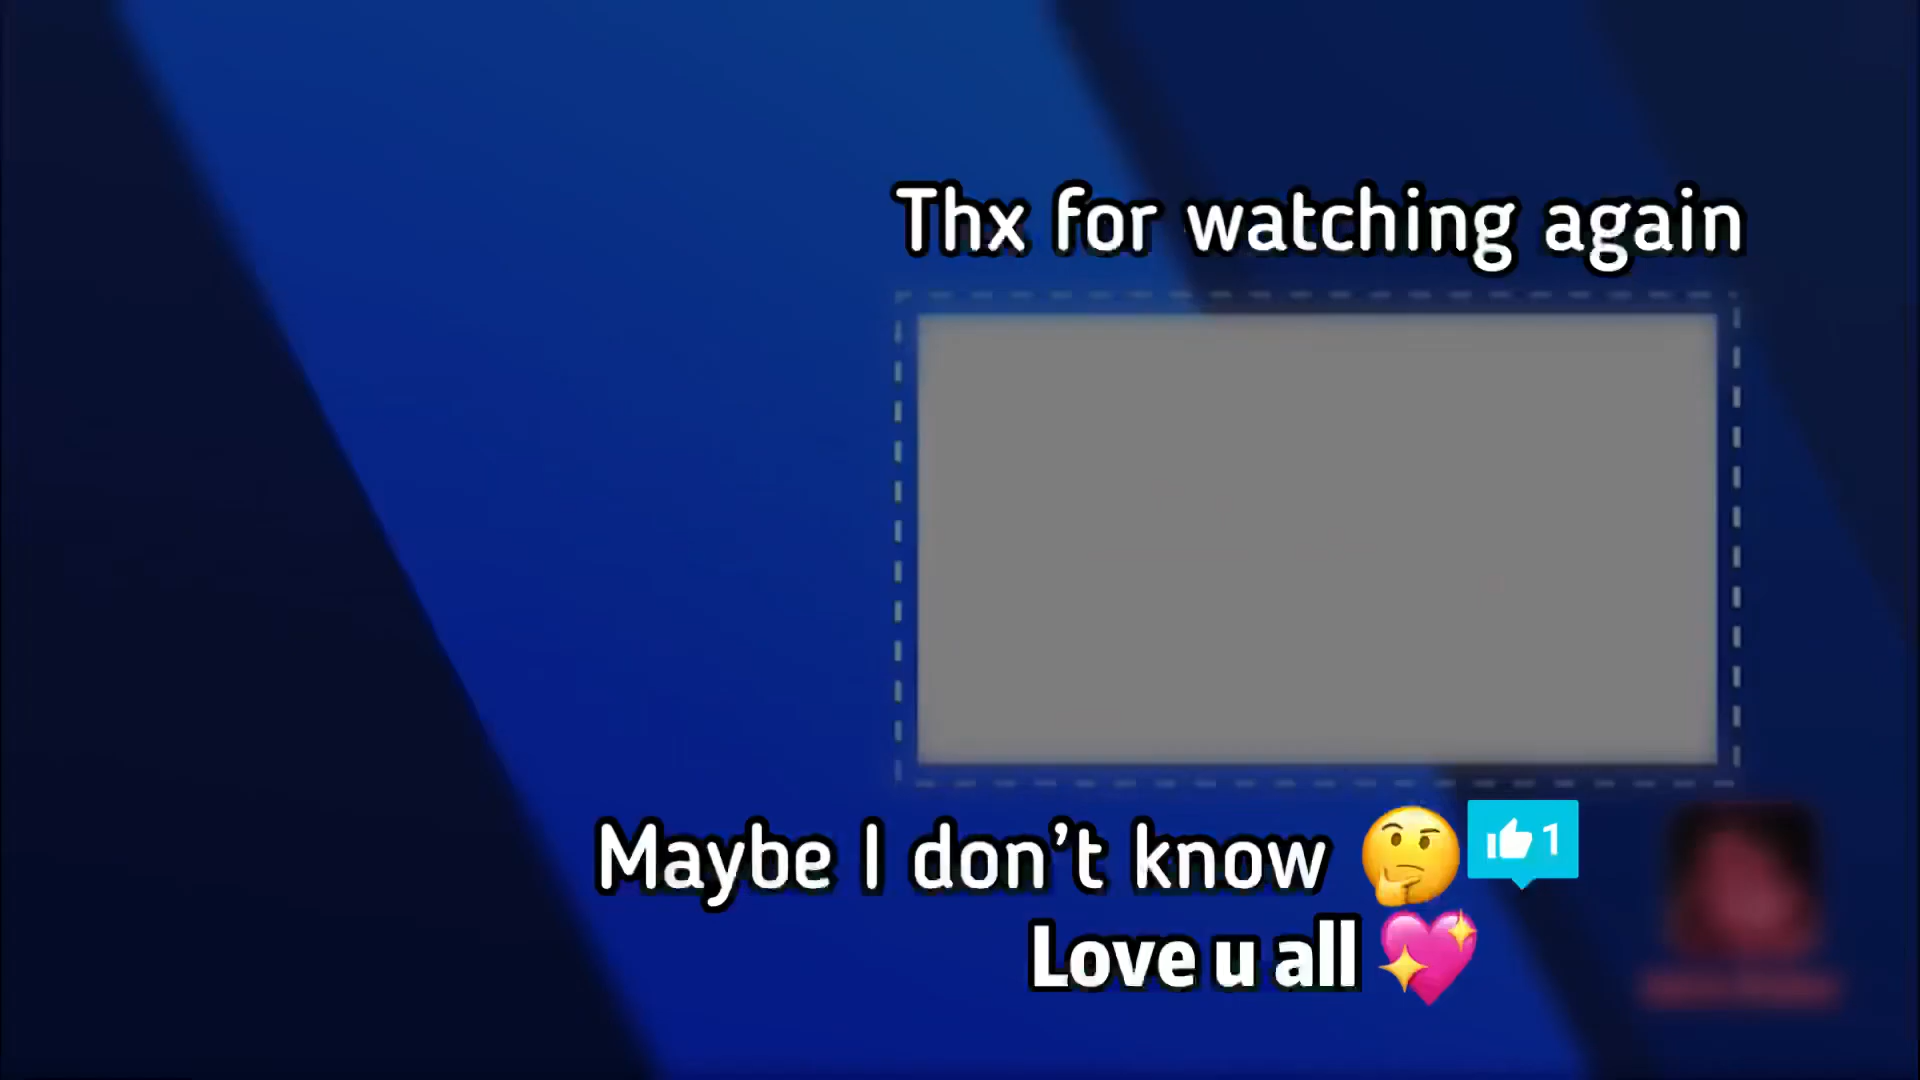 Thx for watching again
Maybe I don't know 🤔 1
Love u all 💖